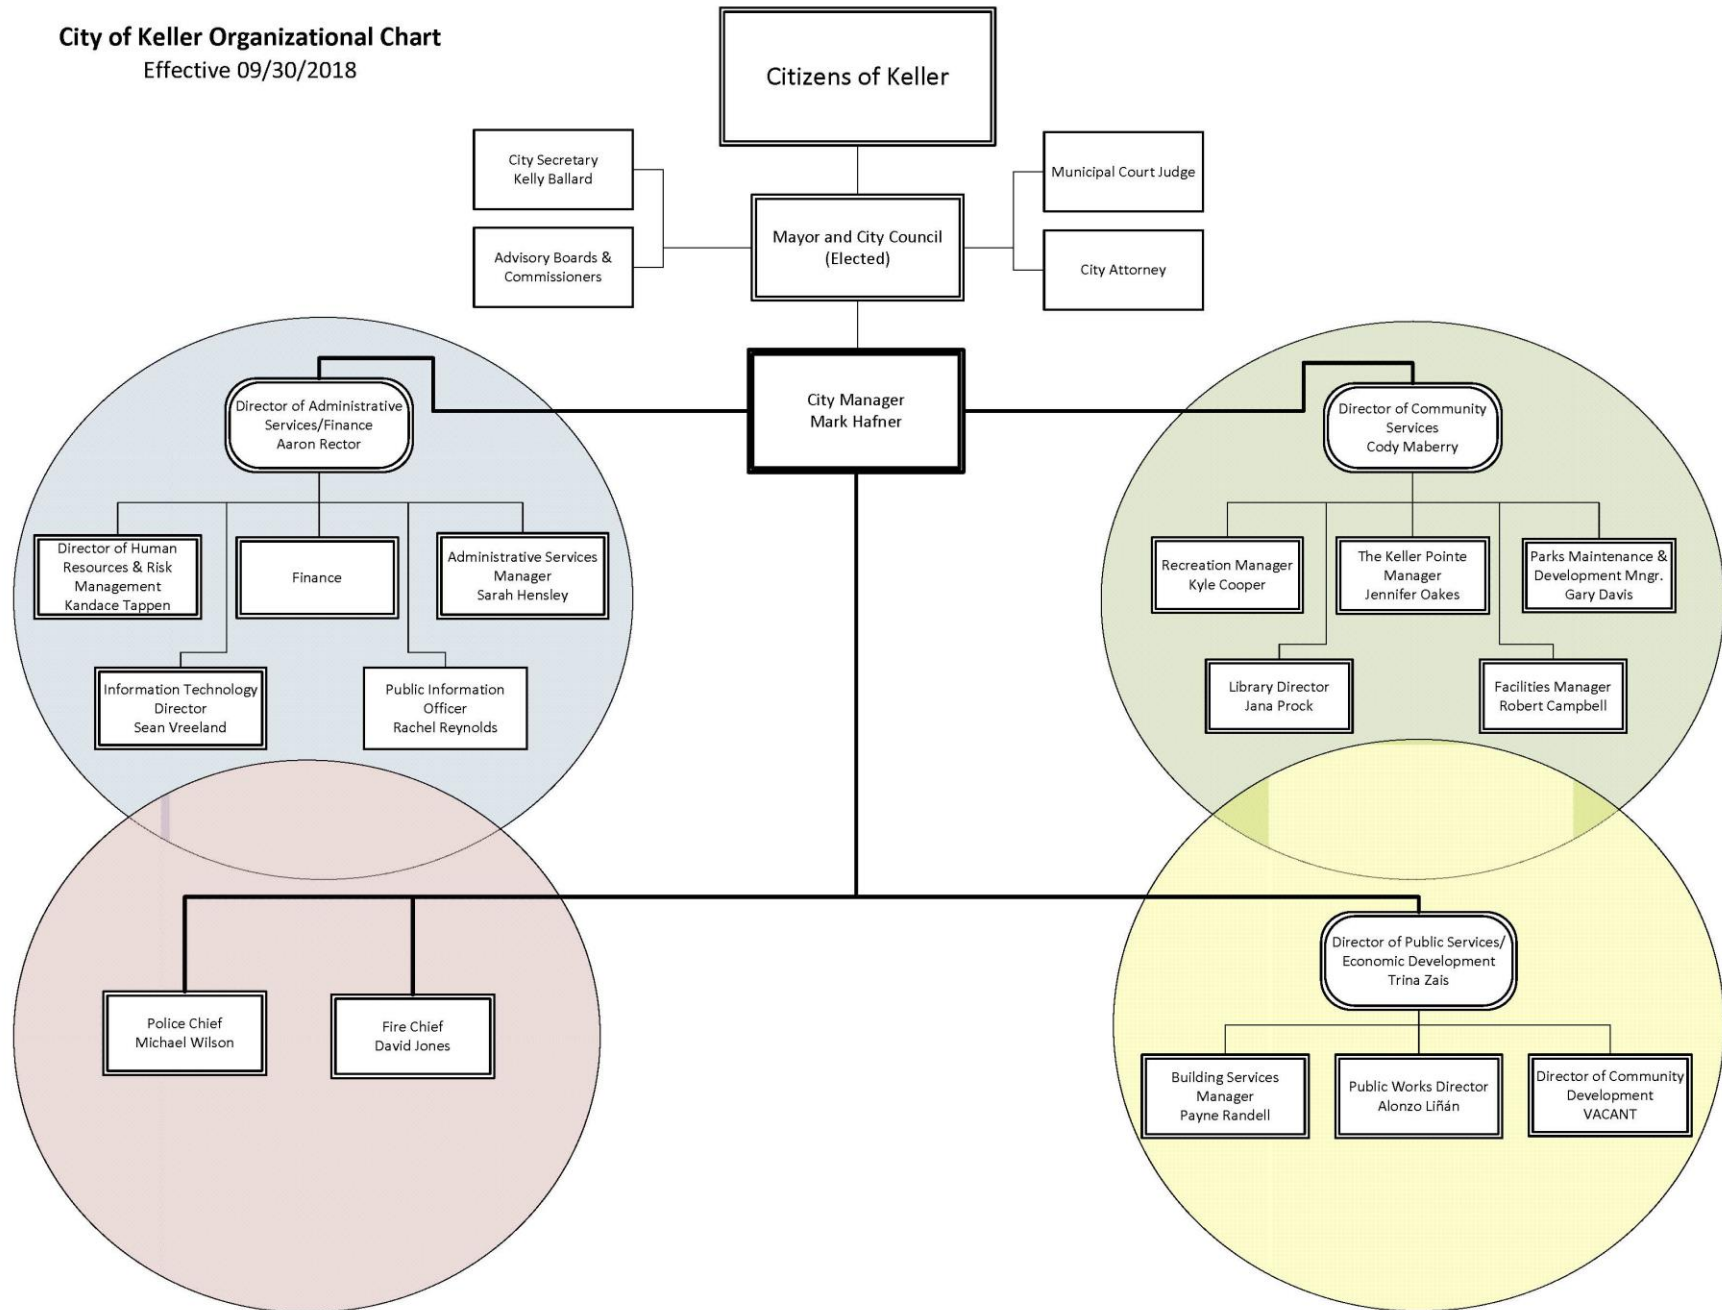 City of Keller Organizational Chart
Effective 09/30/2018
Citizens of Keller
City Secretary
Kelly Ballard
Municipal Court Judge
Mayor and City Council
(Elected)
Advisory Boards &
Commissioners
City Attorney
City Manager
Mark Hafner
Director of Administrative
Services/Finance
Aaron Rector
Director of Community
Services
Cody Maberry
Director of Human
Resources & Risk
Management
Kandace Tappen
Finance
Administrative Services
Manager
Sarah Hensley
Recreation Manager
Kyle Cooper
The Keller Pointe
Manager
Jennifer Oakes
Parks Maintenance &
Development Mngr.
Gary Davis
Information Technology
Director
Sean Vreeland
Public Information
Officer
Rachel Reynolds
Library Director
Jana Prock
Facilities Manager
Robert Campbell
Director of Public Services/
Economic Development
Trina Zais
Police Chief
Michael Wilson
Fire Chief
David Jones
Building Services
Manager
Payne Randell
Public Works Director
Alonzo Liñán
Director of Community
Development
VACANT